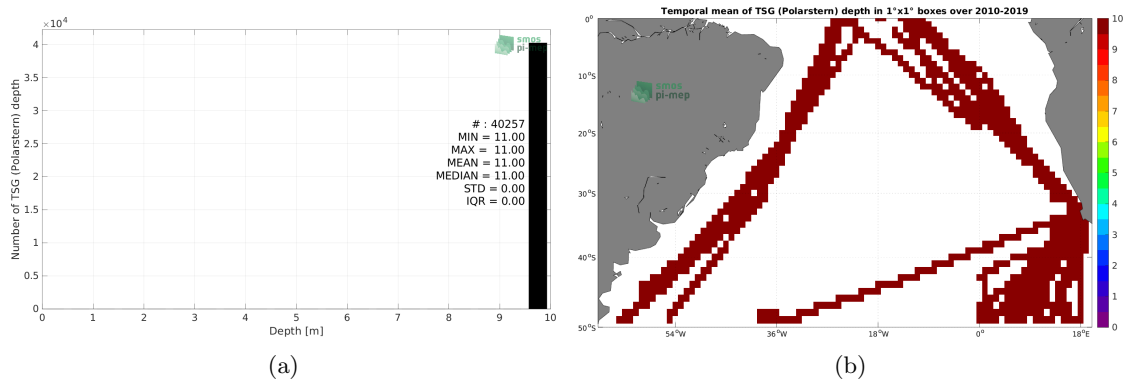 ×10⁴
4
3.5
3
2.5
2
1.5
1
0.5
0
Number of TSG (Polarstern) depth
smos
pi-mep
# : 40257
MIN = 11.00
MAX = 11.00
MEAN = 11.00
MEDIAN = 11.00
STD = 0.00
IQR = 0.00
0 1 2 3 4 5 6 7 8 9 10
Depth [m]
(a)
Temporal mean of TSG (Polarstern) depth in 1°x1° boxes over 2010-2019
0°
10°S
20°S
30°S
40°S
50°S
smos
pi-mep
54°W 36°W 18°W 0° 18°E
10
9
8
7
6
5
4
3
2
1
0
(b)